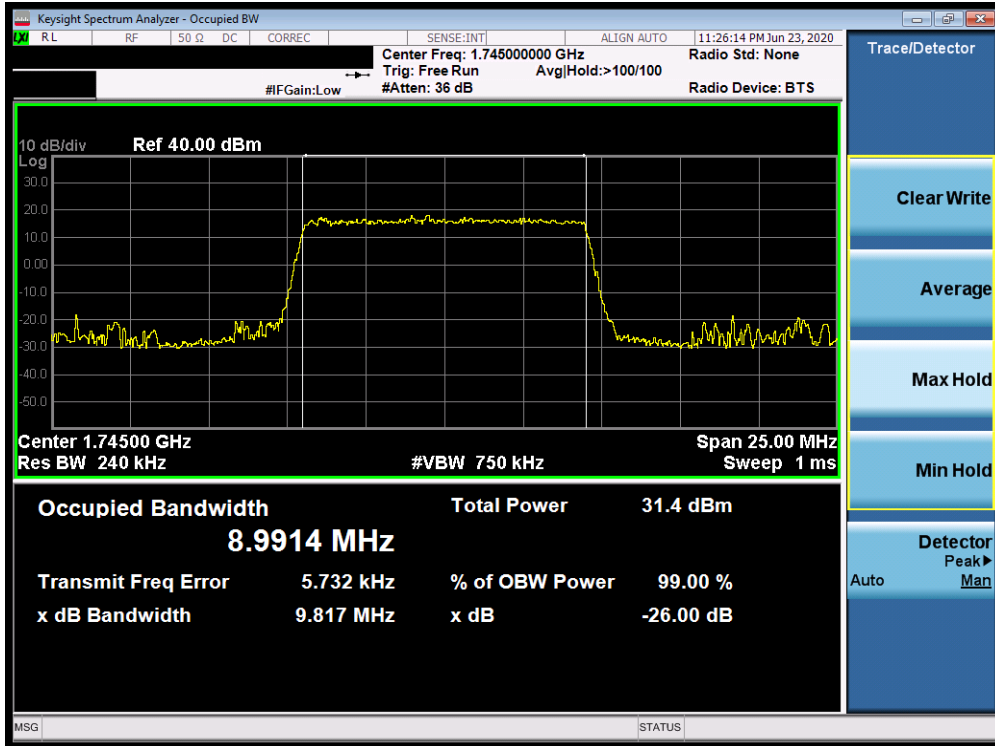 Keysight Spectrum Analyzer - Occupied BW
LXI RL RF 50 Ω DC CORREC SENSE:INT ALIGN AUTO 11:26:14 PM Jun 23, 2020
Center Freq: 1.745000000 GHz Radio Std: None
Trig: Free Run Avg|Hold:>100/100
#IFGain:Low #Atten: 36 dB Radio Device: BTS
10 dB/div Ref 40.00 dBm
Log
30.0
20.0
10.0
0.00
-10.0
-20.0
-30.0
-40.0
-50.0
Center 1.74500 GHz Span 25.00 MHz
Res BW 240 kHz #VBW 750 kHz Sweep 1 ms
Occupied Bandwidth Total Power 31.4 dBm
8.9914 MHz
Transmit Freq Error 5.732 kHz % of OBW Power 99.00 %
x dB Bandwidth 9.817 MHz x dB -26.00 dB
MSG STATUS
Trace/Detector
Clear Write
Average
Max Hold
Min Hold
Detector
Peak▶
Auto Man